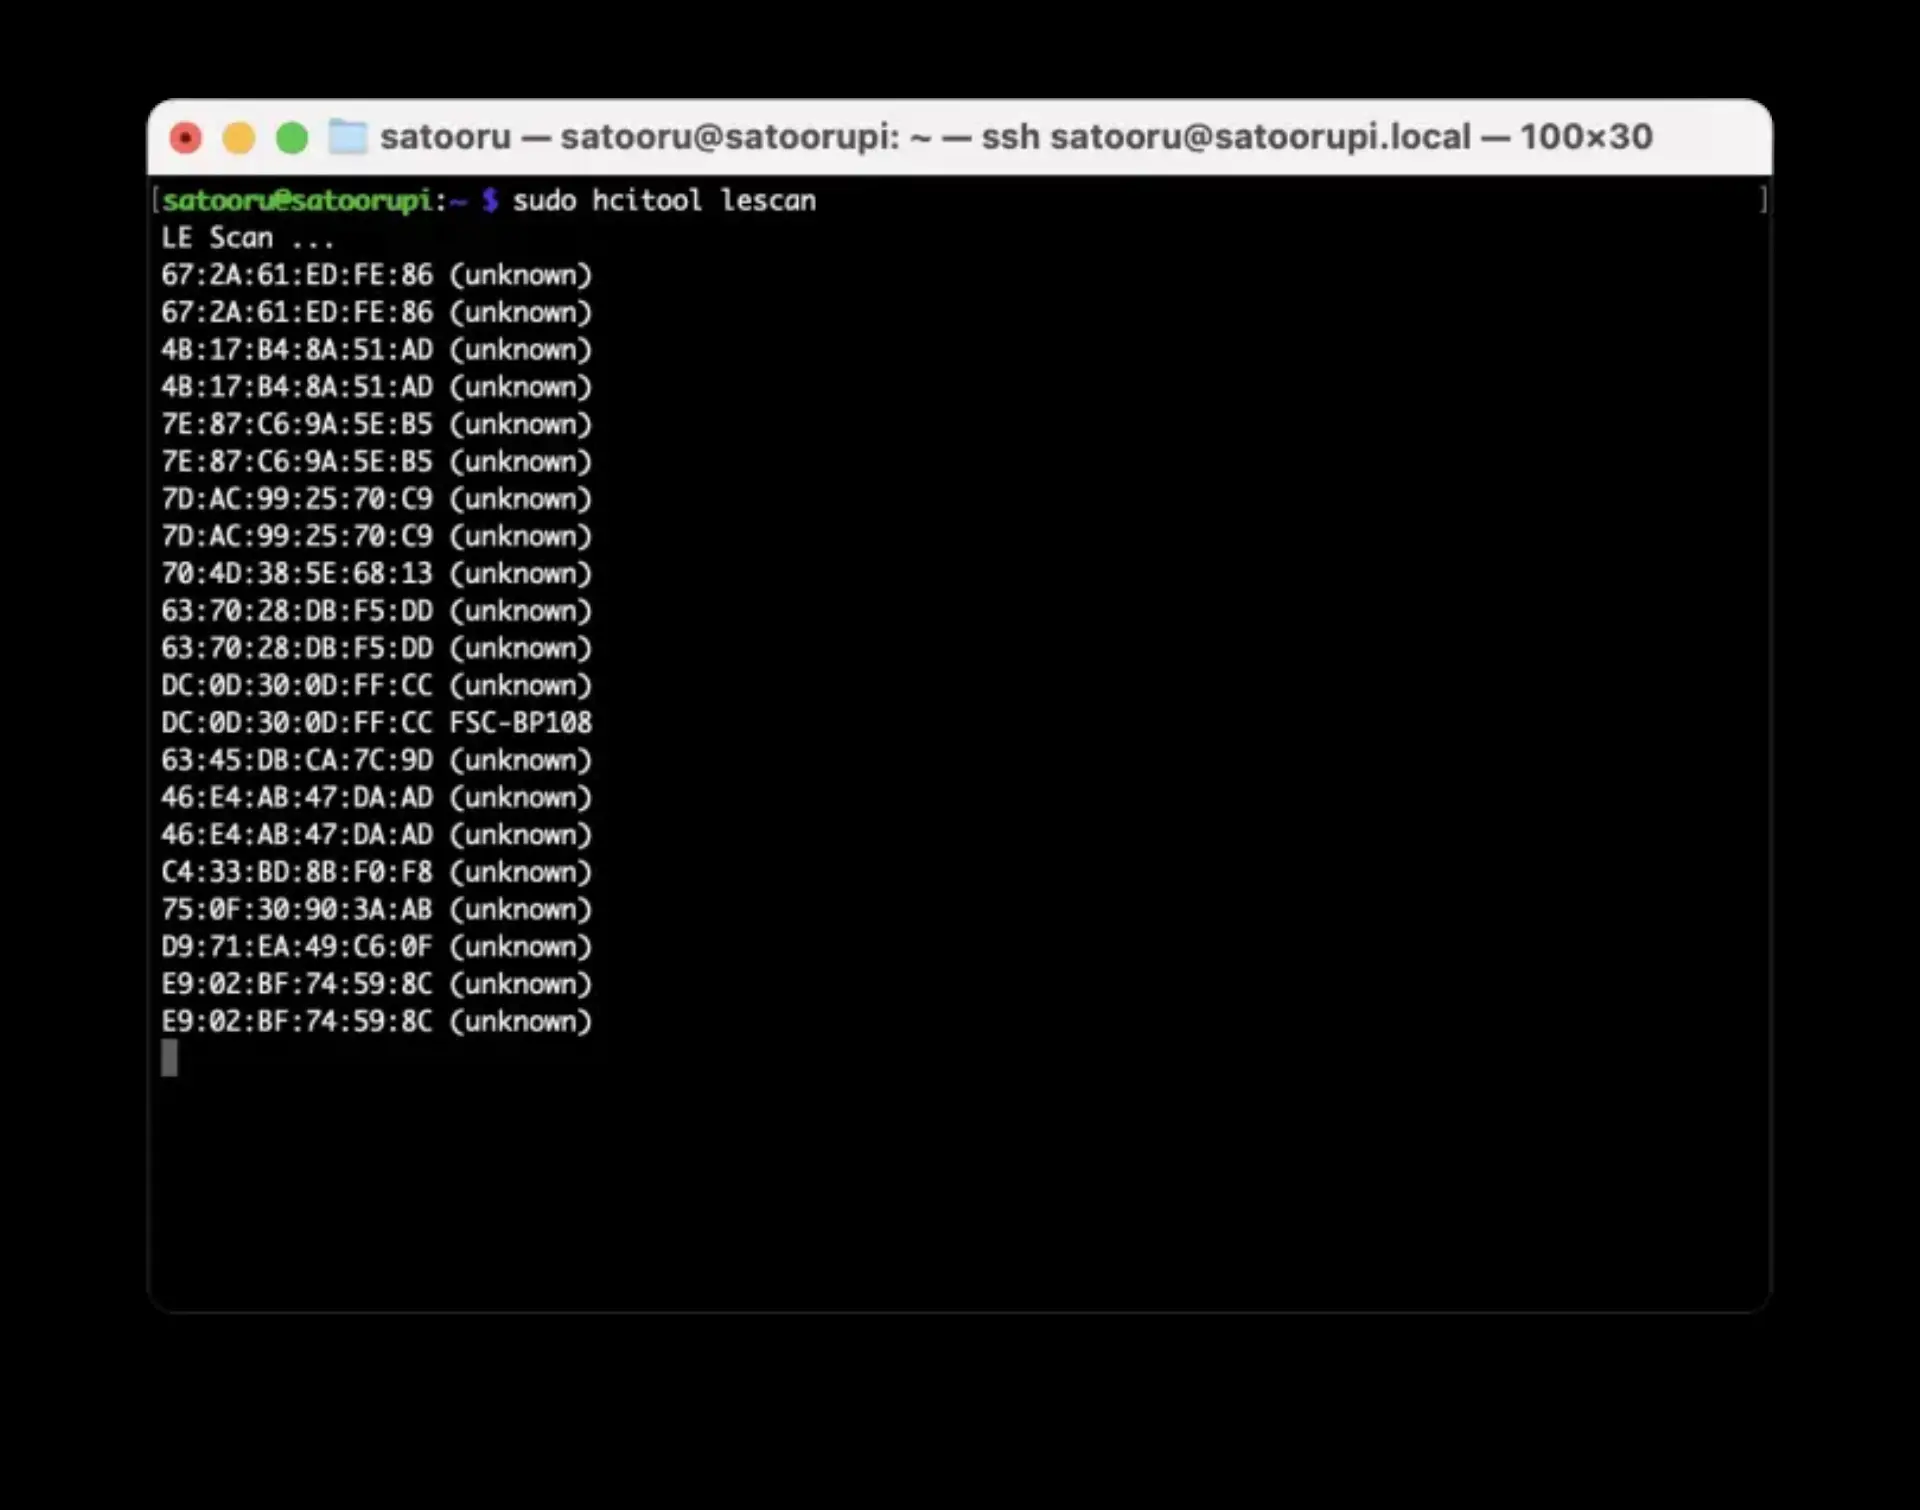 satooru — satooru@satoorupi: ~ — ssh satooru@satoorupi.local — 100×30
[satooru@satoorupi:~ $ sudo hcitool lescan ]
LE Scan ...
67:2A:61:ED:FE:86 (unknown)
67:2A:61:ED:FE:86 (unknown)
4B:17:B4:8A:51:AD (unknown)
4B:17:B4:8A:51:AD (unknown)
7E:87:C6:9A:5E:B5 (unknown)
7E:87:C6:9A:5E:B5 (unknown)
7D:AC:99:25:70:C9 (unknown)
7D:AC:99:25:70:C9 (unknown)
70:4D:38:5E:68:13 (unknown)
63:70:28:DB:F5:DD (unknown)
63:70:28:DB:F5:DD (unknown)
DC:0D:30:0D:FF:CC (unknown)
DC:0D:30:0D:FF:CC FSC-BP108
63:45:DB:CA:7C:9D (unknown)
46:E4:AB:47:DA:AD (unknown)
46:E4:AB:47:DA:AD (unknown)
C4:33:BD:8B:F0:F8 (unknown)
75:0F:30:90:3A:AB (unknown)
D9:71:EA:49:C6:0F (unknown)
E9:02:BF:74:59:8C (unknown)
E9:02:BF:74:59:8C (unknown)